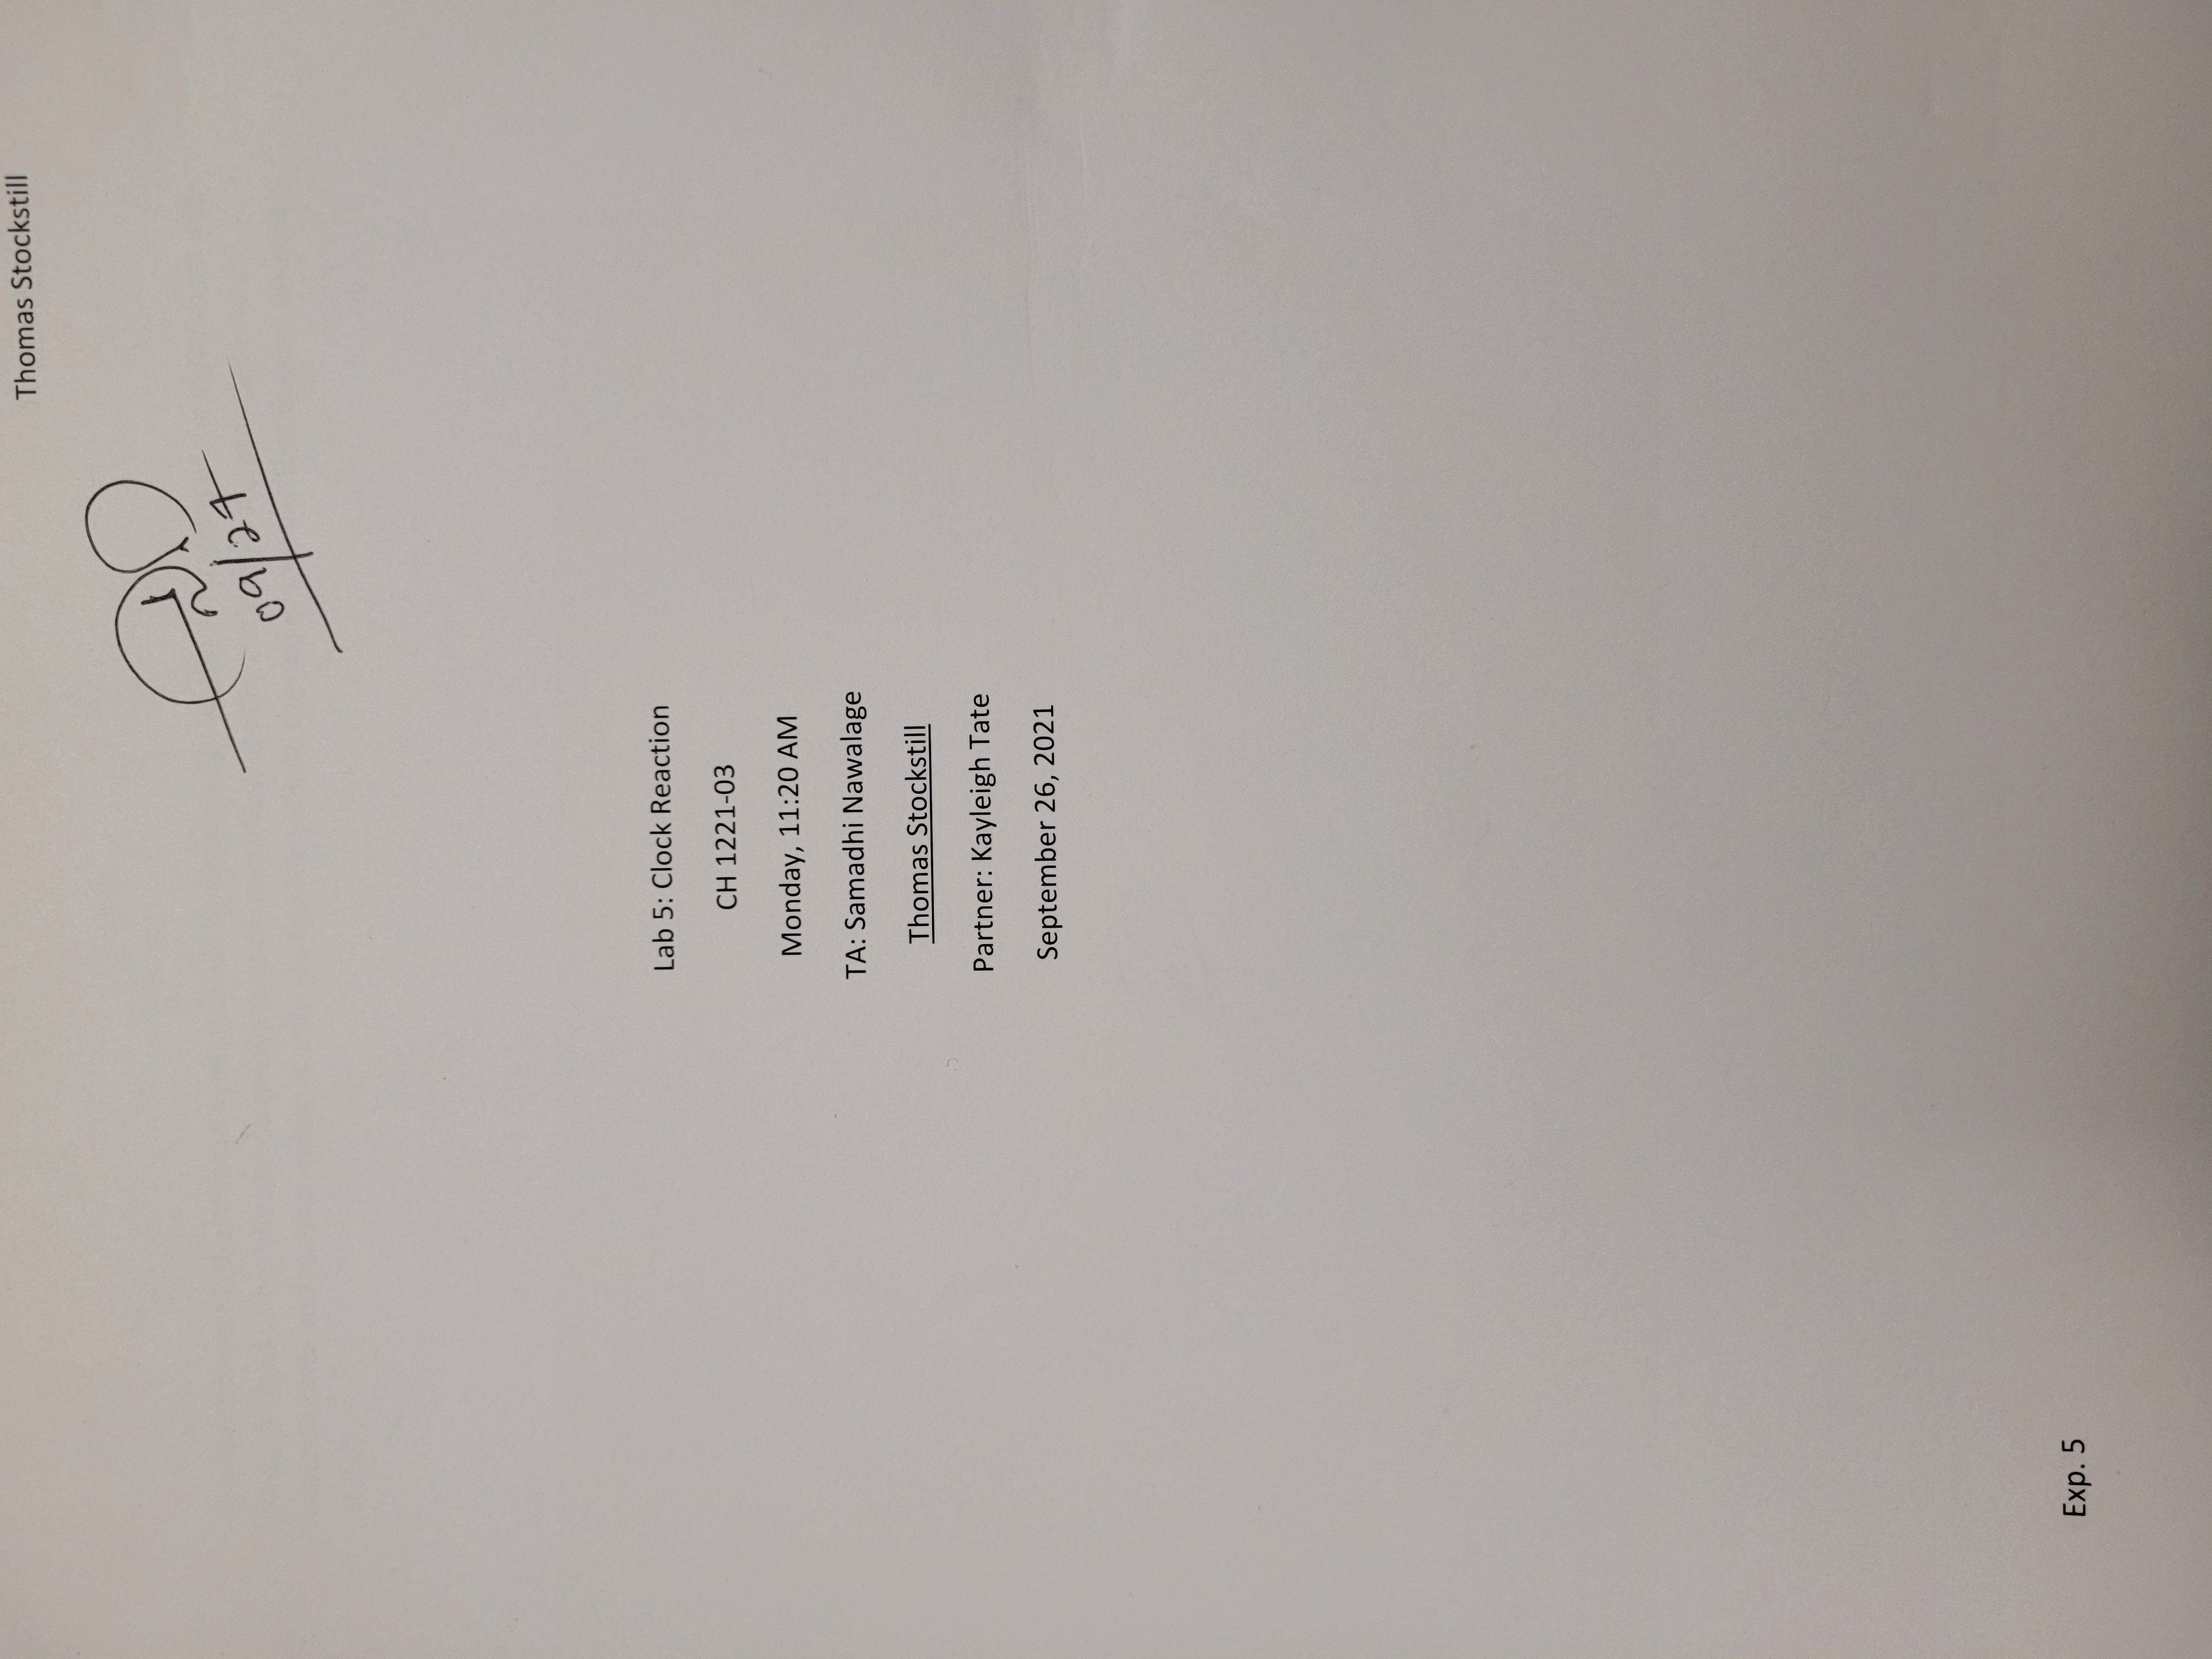 Thomas Stockstill
09/27
Lab 5: Clock Reaction
CH 1221-03
Monday, 11:20 AM
TA: Samadhi Nawalage
Thomas Stockstill
Partner: Kayleigh Tate
September 26, 2021
Exp. 5